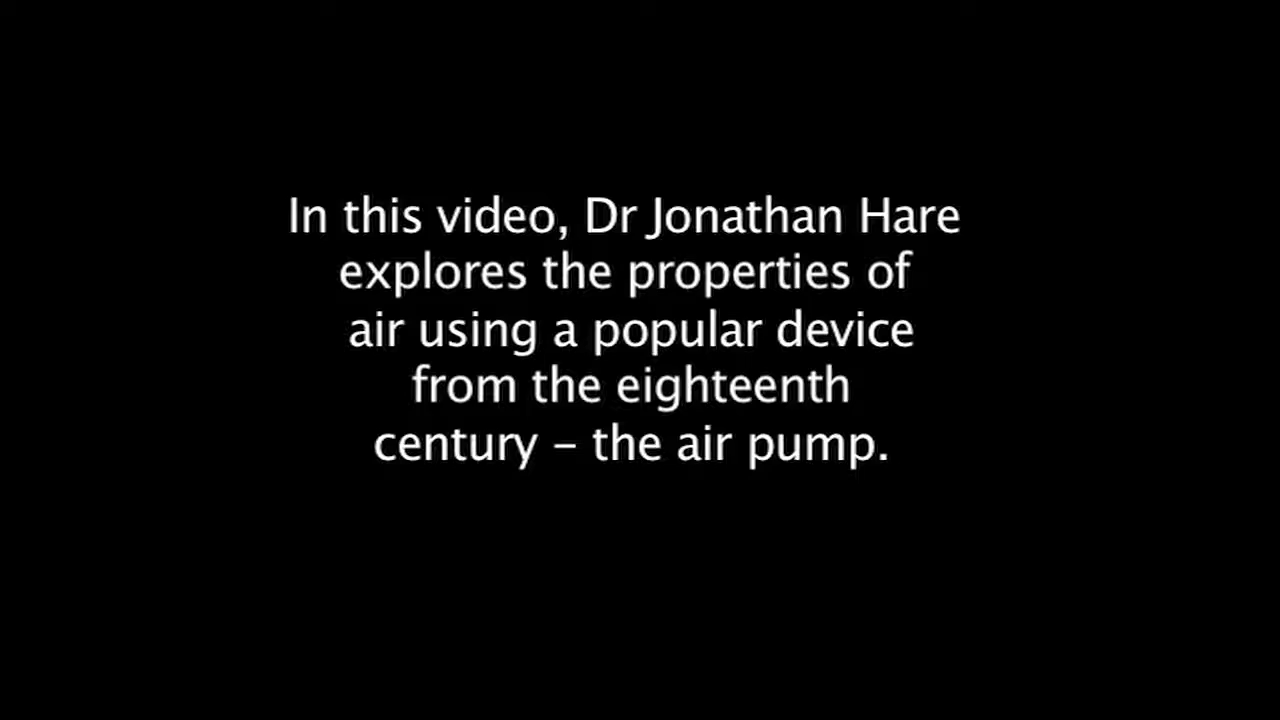 In this video, Dr Jonathan Hare
explores the properties of
air using a popular device
from the eighteenth
century – the air pump.